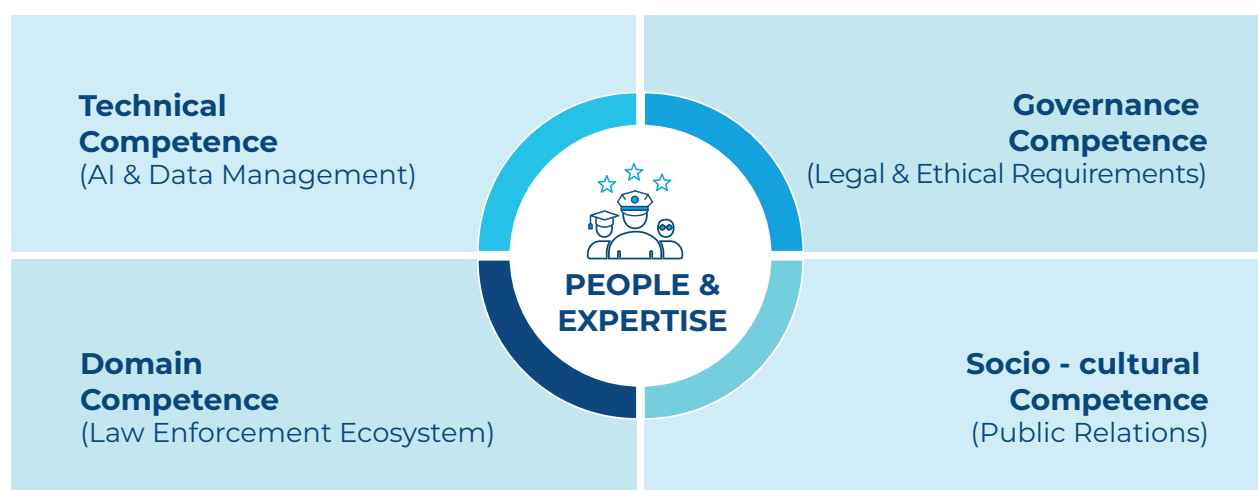 Technical
Competence
(AI & Data Management)
Governance
Competence
(Legal & Ethical Requirements)
PEOPLE &
EXPERTISE
Domain
Competence
(Law Enforcement Ecosystem)
Socio - cultural
Competence
(Public Relations)